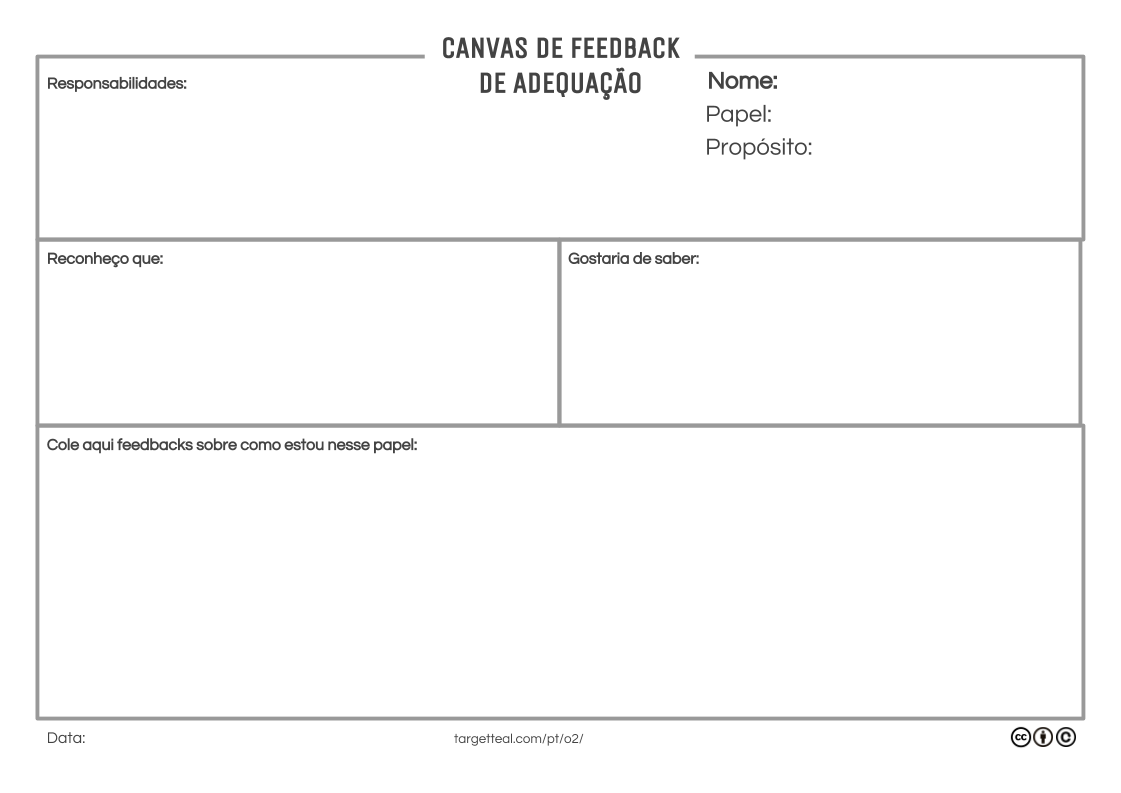 CANVAS DE FEEDBACK
DE ADEQUAÇÃO
Responsabilidades:
Nome:
Papel:
Propósito:
Reconheço que:
Gostaria de saber:
Cole aqui feedbacks sobre como estou nesse papel:
Data:
targetteal.com/pt/o2/
cc
C